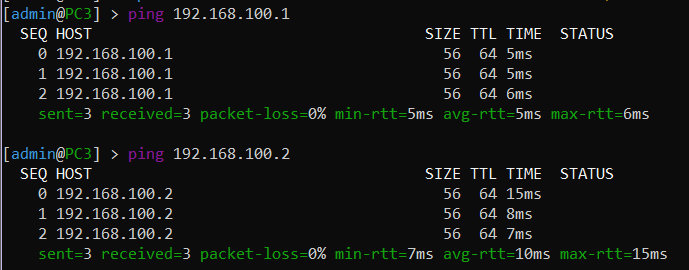 [admin@PC3] > ping 192.168.100.1
SEQ HOST SIZE TTL TIME STATUS
0 192.168.100.1 56 64 5ms
1 192.168.100.1 56 64 5ms
2 192.168.100.1 56 64 6ms
sent=3 received=3 packet-loss=0% min-rtt=5ms avg-rtt=5ms max-rtt=6ms
[admin@PC3] > ping 192.168.100.2
SEQ HOST SIZE TTL TIME STATUS
0 192.168.100.2 56 64 15ms
1 192.168.100.2 56 64 8ms
2 192.168.100.2 56 64 7ms
sent=3 received=3 packet-loss=0% min-rtt=7ms avg-rtt=10ms max-rtt=15ms